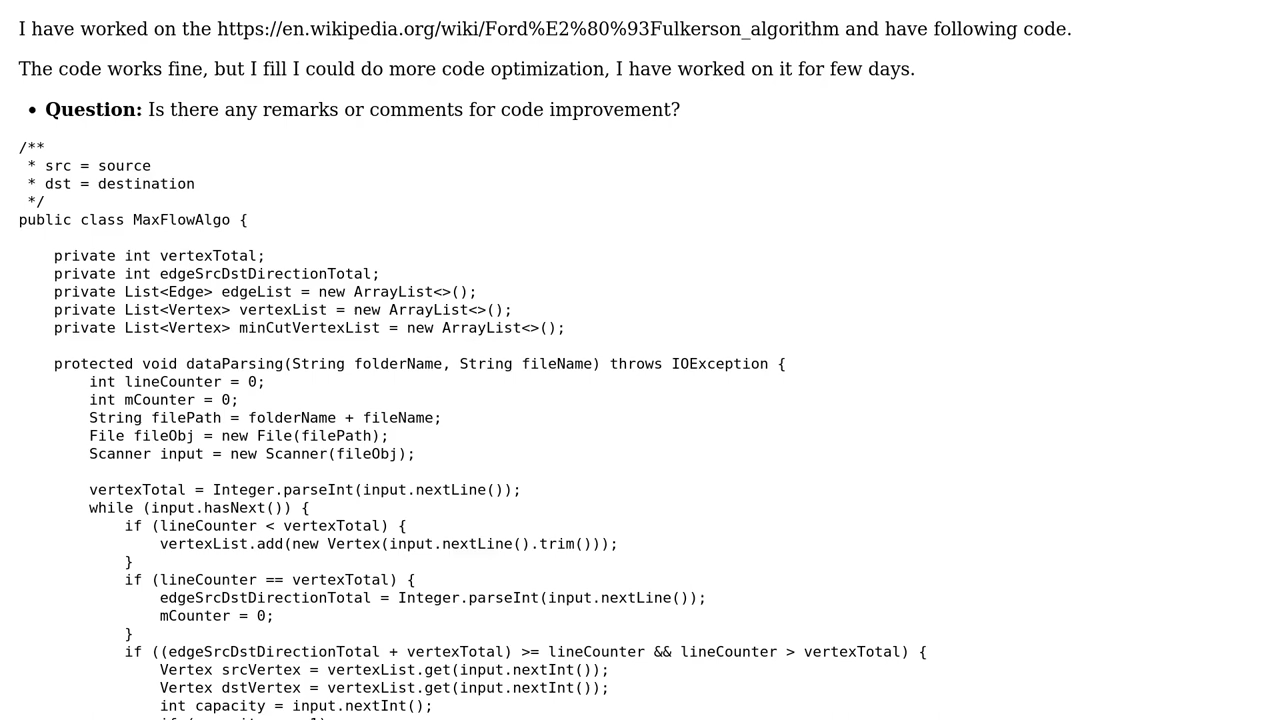 I have worked on the https://en.wikipedia.org/wiki/Ford%E2%80%93Fulkerson_algorithm and have following code.
The code works fine, but I fill I could do more code optimization, I have worked on it for few days.
• Question: Is there any remarks or comments for code improvement?
/**
 * src = source
 * dst = destination
 */
public class MaxFlowAlgo {
    private int vertexTotal;
    private int edgeSrcDstDirectionTotal;
    private List<Edge> edgeList = new ArrayList<>();
    private List<Vertex> vertexList = new ArrayList<>();
    private List<Vertex> minCutVertexList = new ArrayList<>();
    protected void dataParsing(String folderName, String fileName) throws IOException {
        int lineCounter = 0;
        int mCounter = 0;
        String filePath = folderName + fileName;
        File fileObj = new File(filePath);
        Scanner input = new Scanner(fileObj);
        vertexTotal = Integer.parseInt(input.nextLine());
        while (input.hasNext()) {
            if (lineCounter < vertexTotal) {
                vertexList.add(new Vertex(input.nextLine().trim()));
            }
            if (lineCounter == vertexTotal) {
                edgeSrcDstDirectionTotal = Integer.parseInt(input.nextLine());
                mCounter = 0;
            }
            if ((edgeSrcDstDirectionTotal + vertexTotal) >= lineCounter && lineCounter > vertexTotal) {
                Vertex srcVertex = vertexList.get(input.nextInt());
                Vertex dstVertex = vertexList.get(input.nextInt());
                int capacity = input.nextInt();